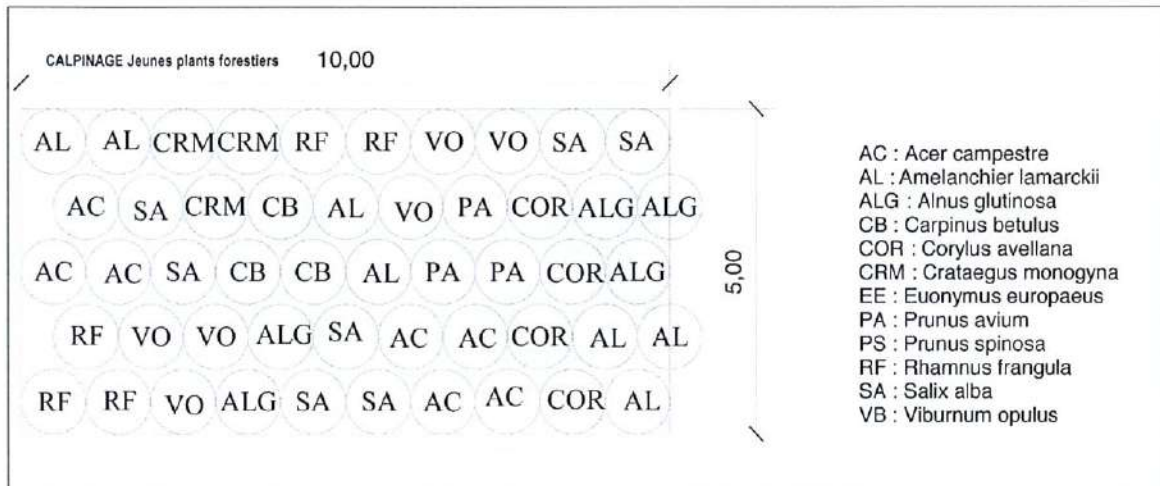 CALPINAGE Jeunes plants forestiers 10,00
AL AL CRM CRM RF RF VO VO SA SA
AC SA CRM CB AL VO PA COR ALG ALG
AC AC SA CB CB AL PA PA COR ALG
RF VO VO ALG SA AC AC COR AL AL
RF RF VO ALG SA SA AC AC COR AL
5,00
AC : Acer campestre
AL : Amelanchier lamarckii
ALG : Alnus glutinosa
CB : Carpinus betulus
COR : Corylus avellana
CRM : Crataegus monogyna
EE : Euonymus europaeus
PA : Prunus avium
PS : Prunus spinosa
RF : Rhamnus frangula
SA : Salix alba
VB : Viburnum opulus